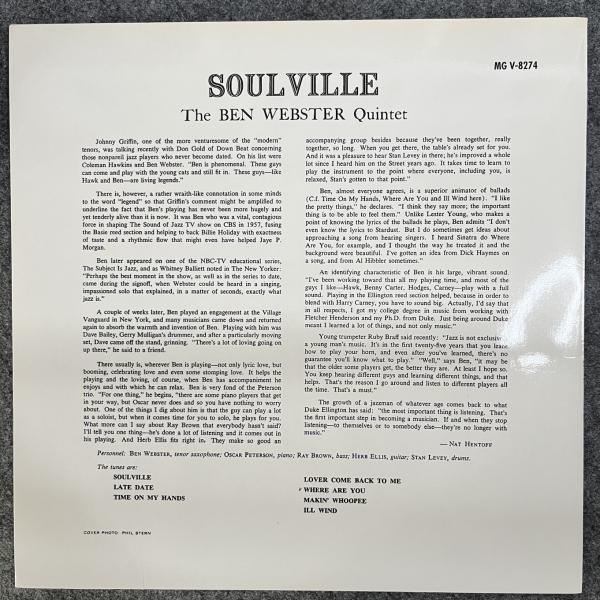 MG V-8274
SOULVILLE
The BEN WEBSTER Quintet
Johnny Griffin, one of the more venturesome of the "modern"
tenors, was talking recently with Don Gold of Down Beat concerning
those nonpareil jazz players who never become dated. On his list were
Coleman Hawkins and Ben Webster. "Ben is phenomenal. These guys
can come and play with the young cats and still fit in. These guys—like
Hawk and Ben—are living legends."
There is, however, a rather wraith-like connotation in some minds
to the word "legend" so that Griffin's comment might be amplified to
underline the fact that Ben's playing has never been more hugely and
yet tenderly alive than it is now. It was Ben who was a vital, contagious
force in shaping The Sound of Jazz TV show on CBS in 1957, fusing
the Basie reed section and helping to back Billie Holiday with exactness
of taste and a rhythmic flow that might even have helped Jaye P.
Morgan.
Ben later appeared on one of the NBC-TV educational series,
The Subject Is Jazz, and as Whitney Balliett noted in The New Yorker:
"Perhaps the best moment in the show, as well as in the series to date,
came during the signoff, when Webster could be heard in a singing,
impassioned solo that explained, in a matter of seconds, exactly what
jazz is."
A couple of weeks later, Ben played an engagement at the Village
Vanguard in New York, and many musicians came down and returned
again to absorb the warmth and invention of Ben. Playing with him was
Dave Bailey, Gerry Mulligan's drummer, and after a particularly moving
set, Dave came off the stand, grinning. "There's a lot of loving going on
up there," he said to a friend.
There usually is, wherever Ben is playing—not only lyric love, but
booming, celebrating love and even some stomping love. It helps the
playing and the loving, of course, when Ben has accompaniment he
enjoys and with which he can relax. Ben is very fond of the Peterson
trio. "For one thing," he begins, "there are some piano players that get
in your way, but Oscar never does and so you have nothing to worry
about. One of the things I dig about him is that the guy can play a lot
as a soloist, but when it comes time for you to solo, he plays for you.
What more can I say about Ray Brown that everybody hasn't said?
I'll tell you one thing—he's done a lot of listening and it comes out in
his playing. And Herb Ellis fits right in. They make so good an
accompanying group besides because they've been together, really
together, so long. When you get there, the table's already set for you.
And it was a pleasure to hear Stan Levey in there; he's improved a whole
lot since I heard him on the Street years ago. It takes time to learn to
play the instrument to the point where everyone, including you, is
relaxed, Stan's gotten to that point."
Ben, almost everyone agrees, is a superior animator of ballads
(C.f. Time On My Hands, Where Are You and Ill Wind here). "I like
the pretty things," he declares. "I think they say more; the important
thing is to be able to feel them." Unlike Lester Young, who makes a
point of knowing the lyrics of the ballads he plays, Ben admits "I don't
even know the lyrics to Stardust. But I do sometimes get ideas about
approaching a song from hearing singers. I heard Sinatra do Where
Are You, for example, and I thought the way he treated it and the
background were beautiful. I've gotten an idea from Dick Haymes on
a song, and from Al Hibbler sometimes."
An identifying characteristic of Ben is his large, vibrant sound.
"I've been working toward that all my playing time, and most of the
guys I like—Hawk, Benny Carter, Hodges, Carney—play with a full
sound. Playing in the Ellington reed section helped, because in order to
blend with Harry Carney, you have to sound big. Actually, I'd say that
in all respects, I got my college degree in music from working with
Fletcher Henderson and my Ph.D. from Duke. Just being around Duke
meant I learned a lot of things, and not only music."
Young trumpeter Ruby Braff said recently: "Jazz is not exclusively
a young man's music. It's in the first twenty-five years that you learn
how to play your horn, and even after you've learned, there's no
guarantee you'll know what to play." "Well," says Ben, "it may be
that the older some players get, the better they are. At least I hope so.
You keep hearing different guys and learning different things, and that
helps. That's the reason I go around and listen to different players all
the time. That's a must."
The growth of a jazzman of whatever age comes back to what
Duke Ellington has said: "the most important thing is listening. That's
the first important step in becoming a musician. If and when they stop
listening—to themselves or to somebody else—they're no longer with
music."
— NAT HENTOFF
Personnel: BEN WEBSTER, tenor saxophone; OSCAR PETERSON, piano; RAY BROWN, bass; HERB ELLIS, guitar; STAN LEVEY, drums.
The tunes are:
SOULVILLE
LATE DATE
TIME ON MY HANDS
LOVER COME BACK TO ME
WHERE ARE YOU
MAKIN' WHOOPEE
ILL WIND
COVER PHOTO: PHIL STERN